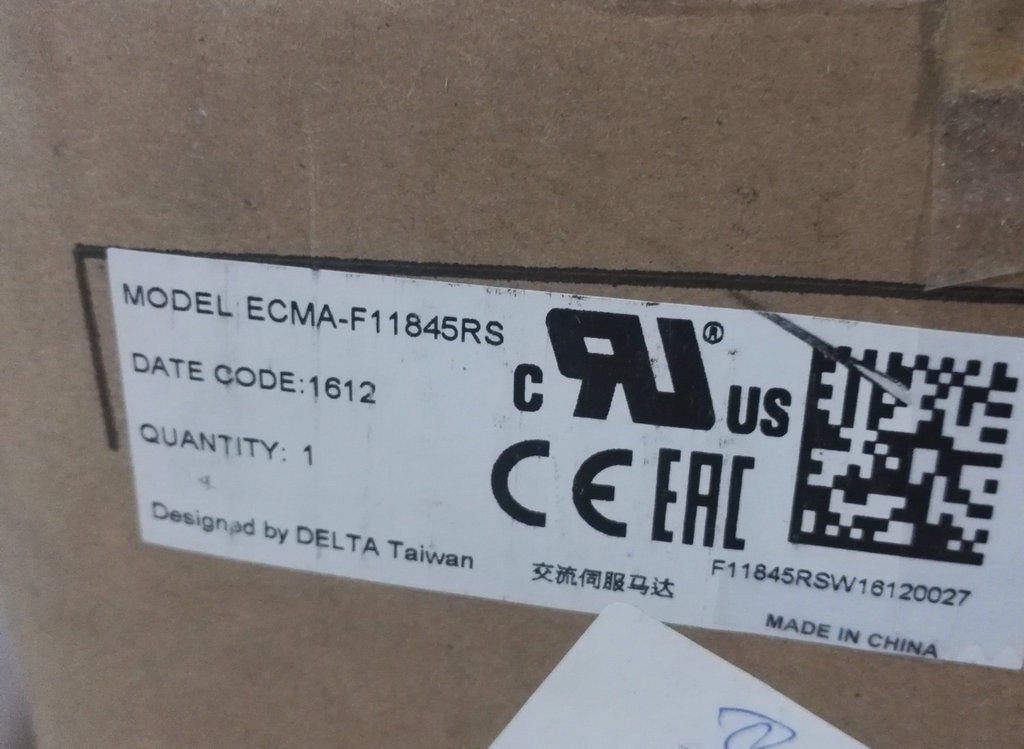 MODEL ECMA-F11845RS
DATE CODE:1612
QUANTITY: 1
Designed by DELTA Taiwan
c RU ® US
CE EAC
交流伺服马达
F11845RSW16120027
MADE IN CHINA